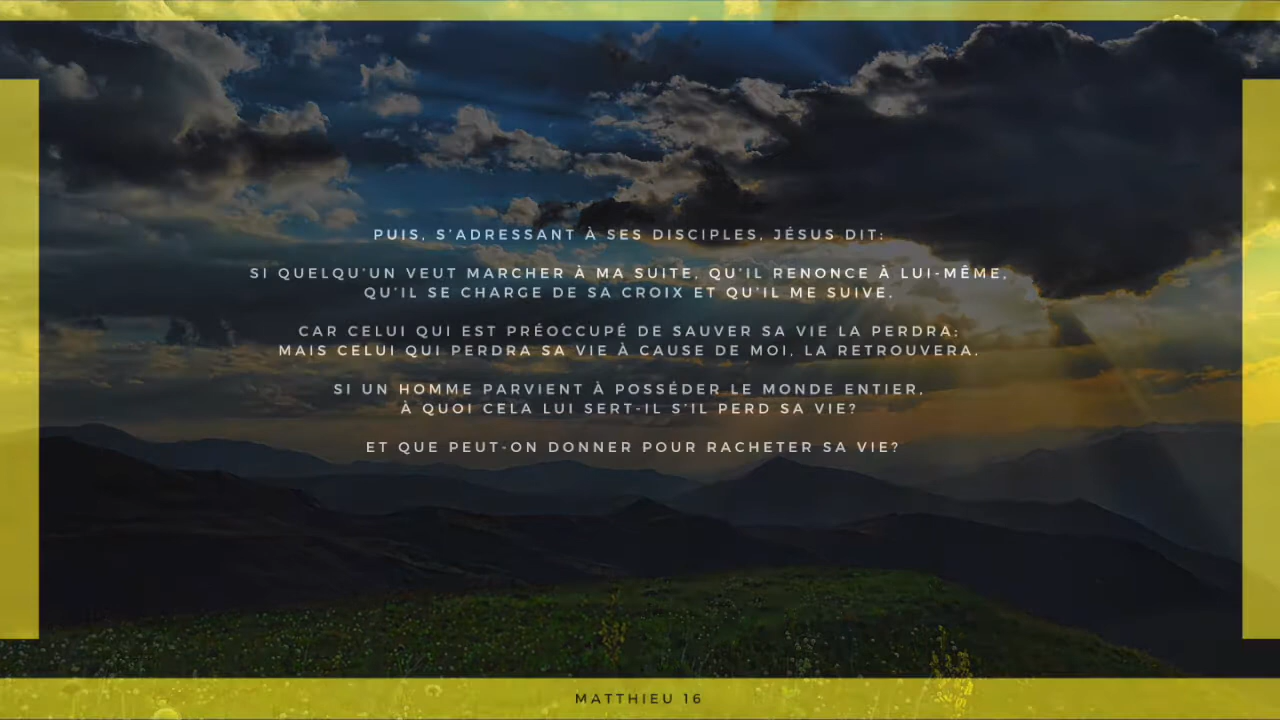 PUIS, S'ADRESSANT À SES DISCIPLES, JÉSUS DIT:
SI QUELQU'UN VEUT MARCHER À MA SUITE, QU'IL RENONCE À LUI-MÊME,
QU'IL SE CHARGE DE SA CROIX ET QU'IL ME SUIVE.
CAR CELUI QUI EST PRÉOCCUPÉ DE SAUVER SA VIE LA PERDRA;
MAIS CELUI QUI PERDRA SA VIE À CAUSE DE MOI, LA RETROUVERA.
SI UN HOMME PARVIENT À POSSÉDER LE MONDE ENTIER,
À QUOI CELA LUI SERT-IL S'IL PERD SA VIE?
ET QUE PEUT-ON DONNER POUR RACHETER SA VIE?
MATTHIEU 16